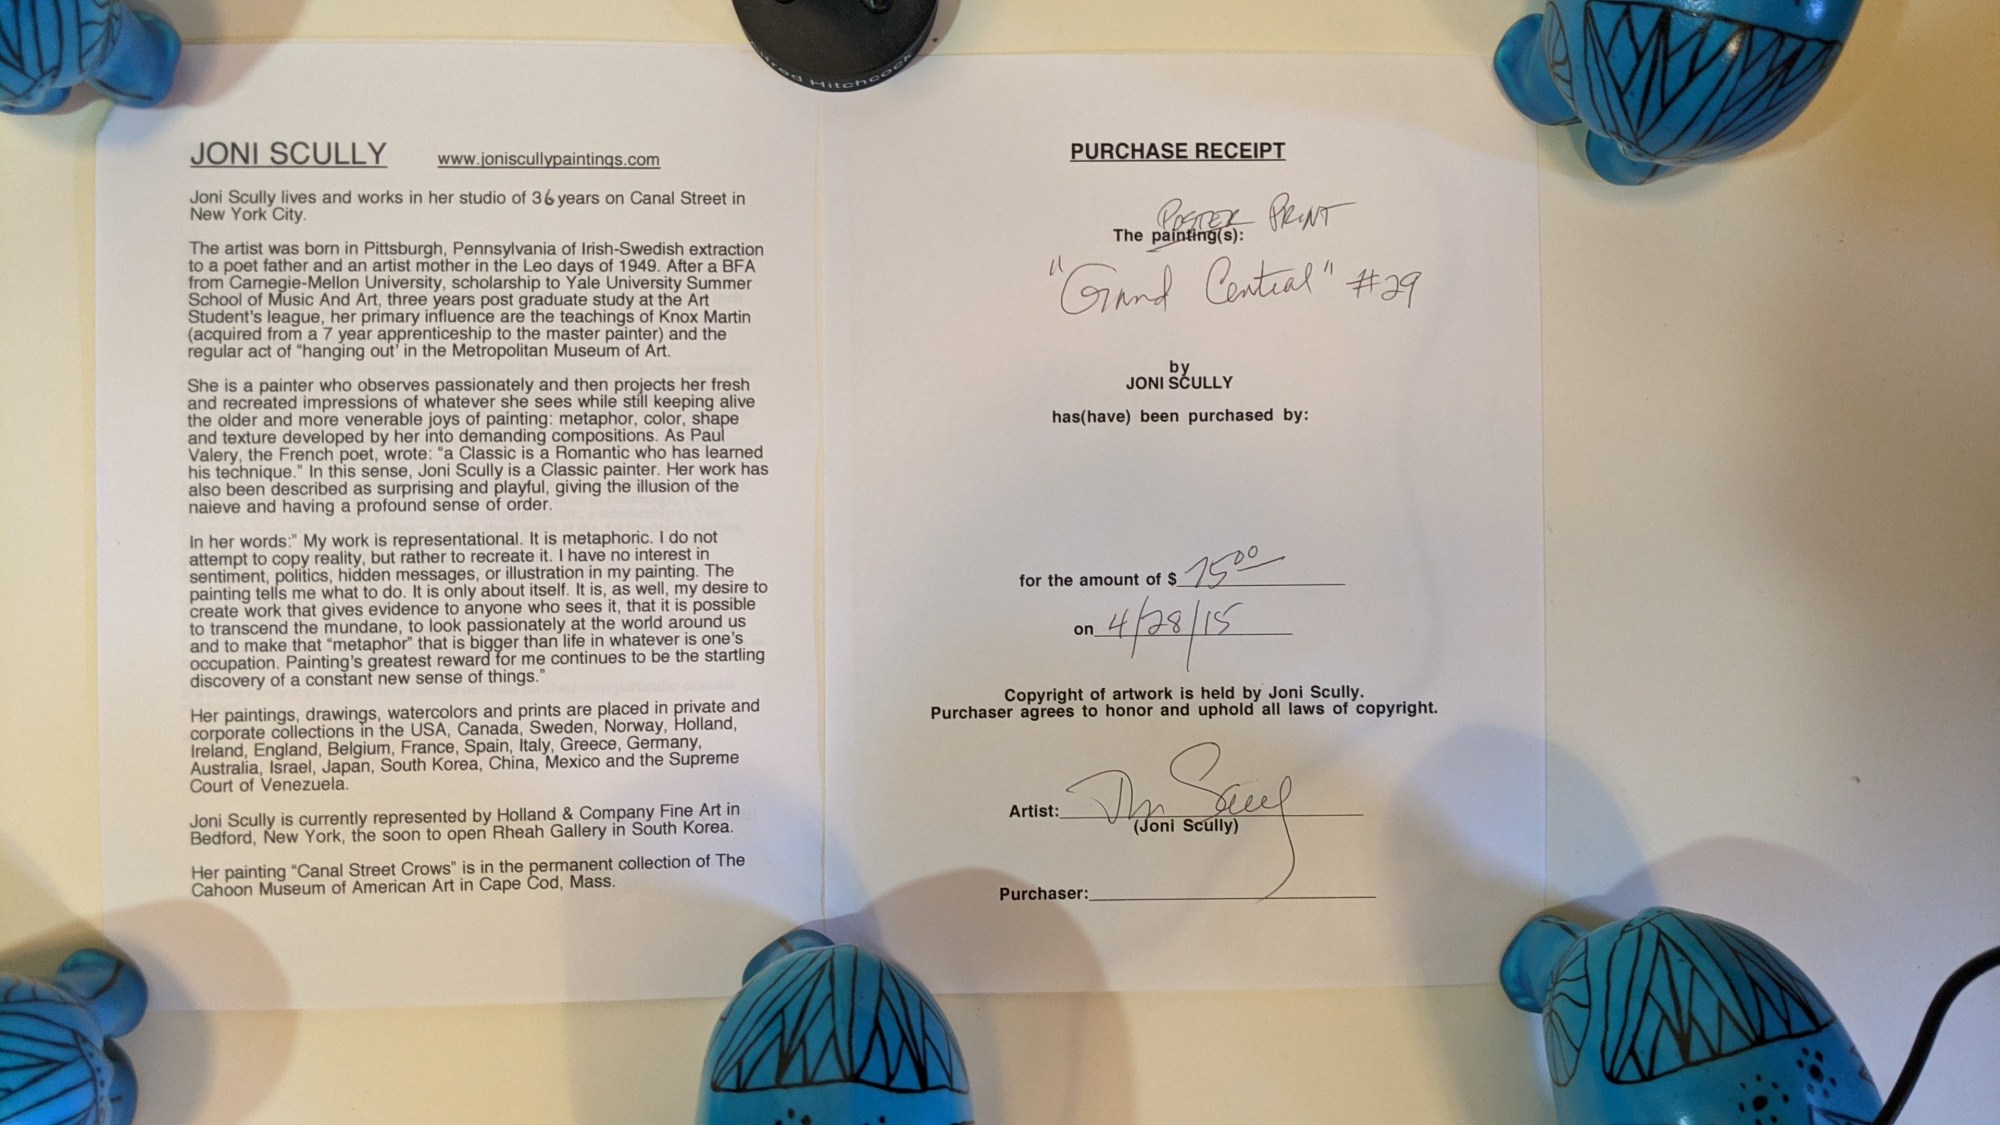 red Hitchcock
JONI SCULLY www.joniscullypaintings.com
Joni Scully lives and works in her studio of 36 years on Canal Street in
New York City.
The artist was born in Pittsburgh, Pennsylvania of Irish-Swedish extraction
to a poet father and an artist mother in the Leo days of 1949. After a BFA
from Carnegie-Mellon University, scholarship to Yale University Summer
School of Music And Art, three years post graduate study at the Art
Student's league, her primary influence are the teachings of Knox Martin
(acquired from a 7 year apprenticeship to the master painter) and the
regular act of "hanging out' in the Metropolitan Museum of Art.
She is a painter who observes passionately and then projects her fresh
and recreated impressions of whatever she sees while still keeping alive
the older and more venerable joys of painting: metaphor, color, shape
and texture developed by her into demanding compositions. As Paul
Valery, the French poet, wrote: "a Classic is a Romantic who has learned
his technique." In this sense, Joni Scully is a Classic painter. Her work has
also been described as surprising and playful, giving the illusion of the
naieve and having a profound sense of order.
In her words:" My work is representational. It is metaphoric. I do not
attempt to copy reality, but rather to recreate it. I have no interest in
sentiment, politics, hidden messages, or illustration in my painting. The
painting tells me what to do. It is only about itself. It is, as well, my desire to
create work that gives evidence to anyone who sees it, that it is possible
to transcend the mundane, to look passionately at the world around us
and to make that "metaphor" that is bigger than life in whatever is one's
occupation. Painting's greatest reward for me continues to be the startling
discovery of a constant new sense of things."
Her paintings, drawings, watercolors and prints are placed in private and
corporate collections in the USA, Canada, Sweden, Norway, Holland,
Ireland, England, Belgium, France, Spain, Italy, Greece, Germany,
Australia, Israel, Japan, South Korea, China, Mexico and the Supreme
Court of Venezuela.
Joni Scully is currently represented by Holland & Company Fine Art in
Bedford, New York, the soon to open Rheah Gallery in South Korea.
Her painting "Canal Street Crows" is in the permanent collection of The
Cahoon Museum of American Art in Cape Cod, Mass.
PURCHASE RECEIPT
POSTER PRINT
The painting(s):
"Grand Central" #29
by
JONI SCULLY
has(have) been purchased by:
for the amount of $ 75 00
on 4/28/15
Copyright of artwork is held by Joni Scully.
Purchaser agrees to honor and uphold all laws of copyright.
Artist: Jni Scully
(Joni Scully)
Purchaser: